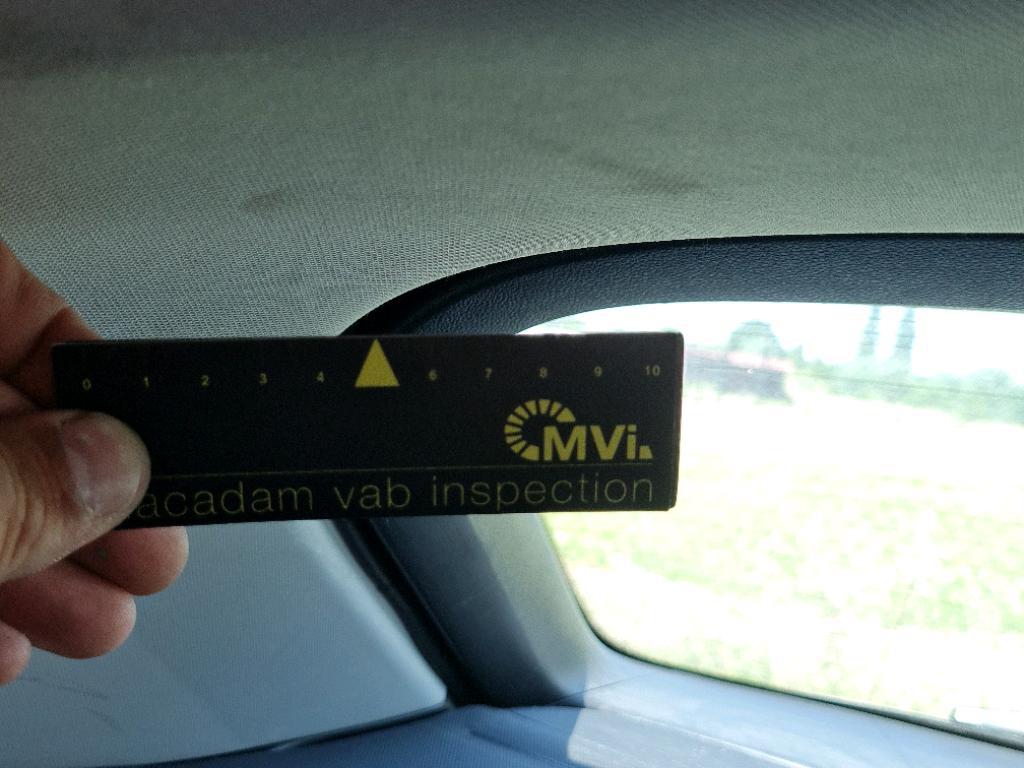 0 1 2 3 4 6 7 8 9 10
MVi.
acadam vab inspection